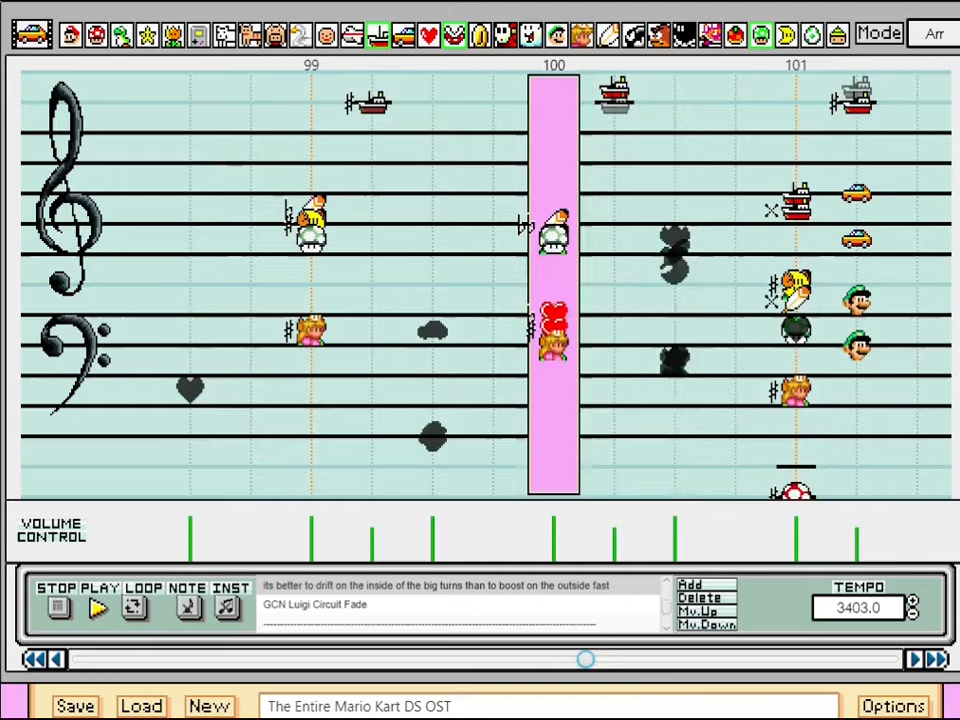 Mode
Arr
99
100
101
VOLUME
CONTROL
STOP PLAY LOOP NOTE INST
its better to drift on the inside of the big turns than to boost on the outside fast
GCN Luigi Circuit Fade
Add
Delete
Mv.Up
Mv.Down
TEMPO
3403.0
Save
Load
New
The Entire Mario Kart DS OST
Options